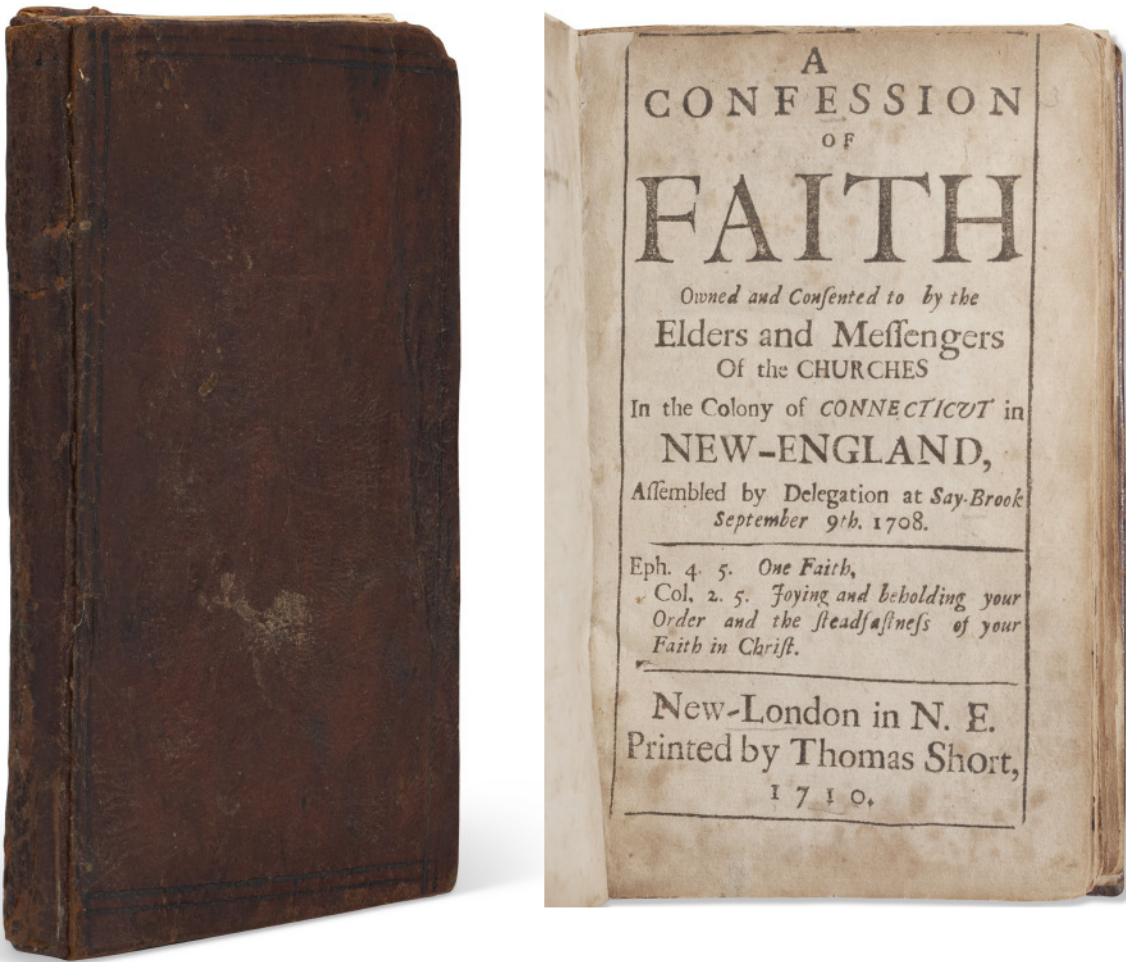 A
CONFESSION
OF
FAITH
Owned and Conſented to by the
Elders and Meſſengers
Of the CHURCHES
In the Colony of CONNECTICUT in
NEW-ENGLAND,
Aſſembled by Delegation at Say-Brook
September 9th. 1708.
Eph. 4. 5. One Faith,
Col. 2. 5. Joying and beholding your
Order and the ſteadfaſtneſs of your
Faith in Chriſt.
New-London in N. E.
Printed by Thomas Short,
1710.